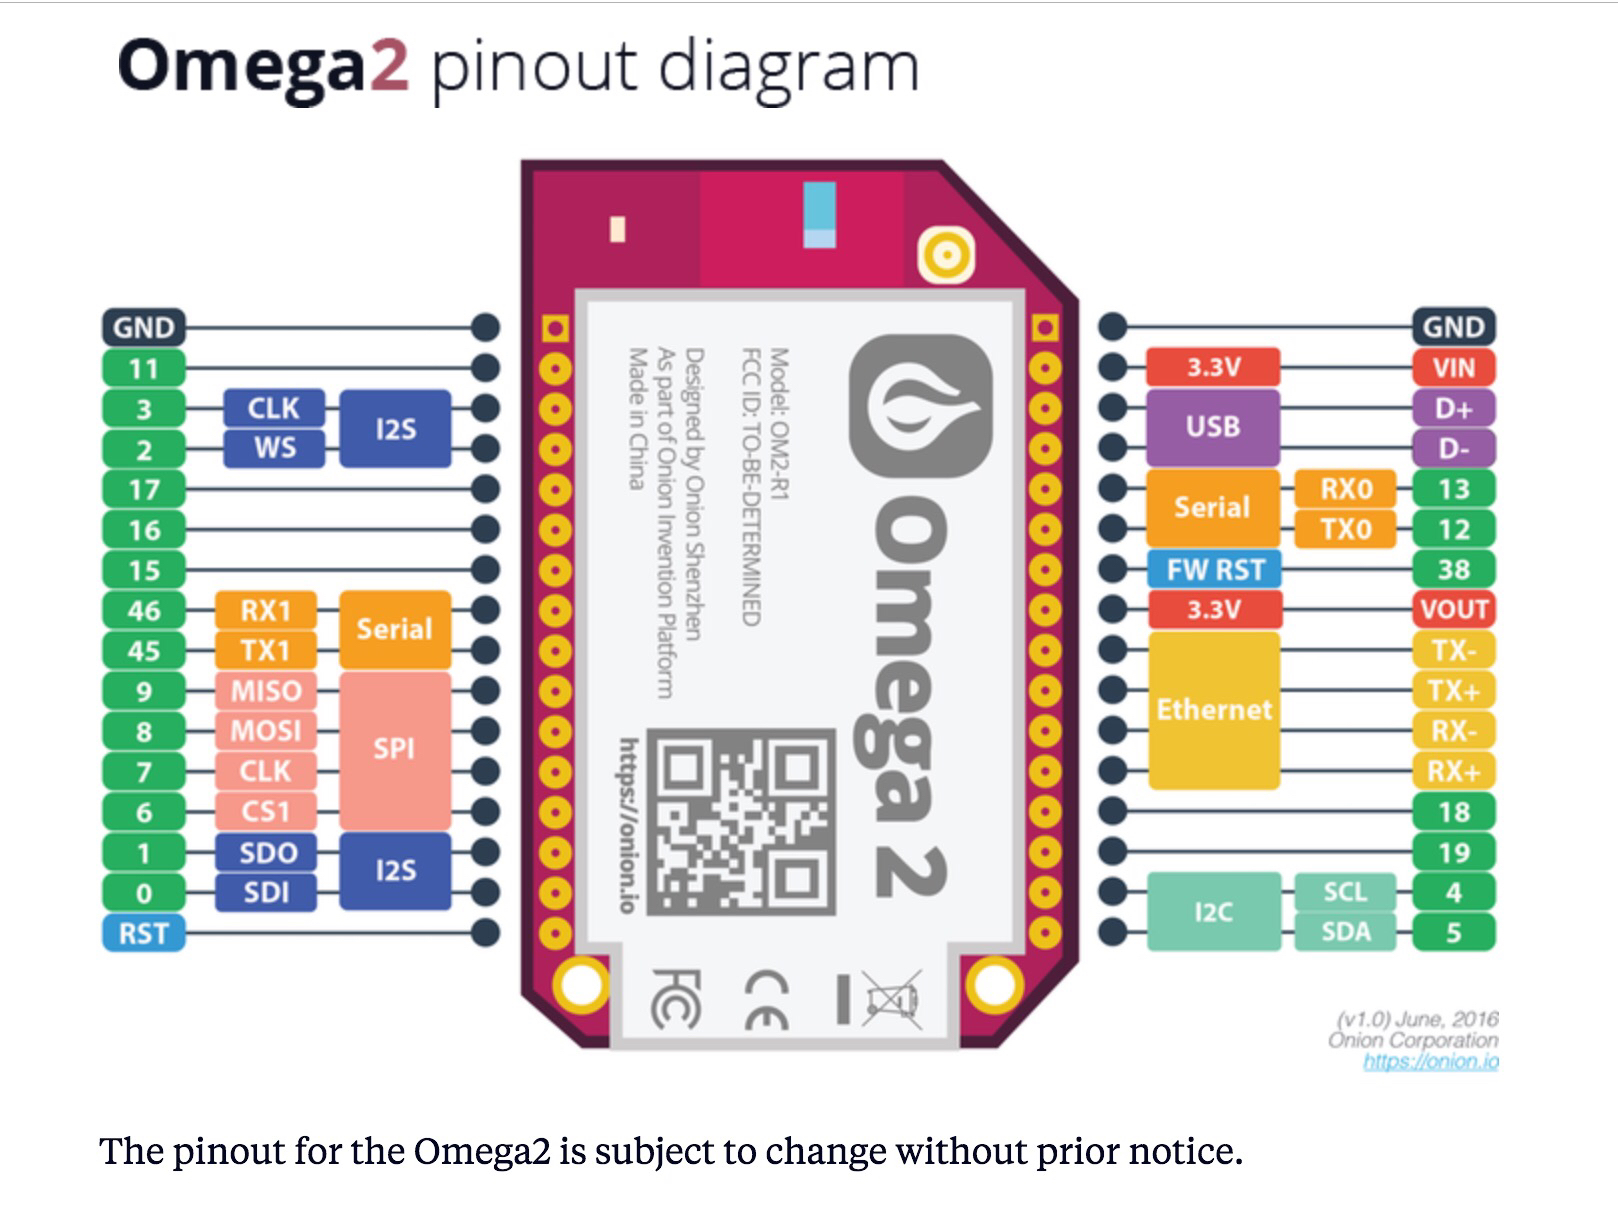 Omega2 pinout diagram
GND
11
3 CLK I2S
2 WS
17
16
15
46 RX1 Serial
45 TX1
9 MISO SPI
8 MOSI
7 CLK
6 CS1
1 SDO I2S
0 SDI
RST
Model: OM2-R1
FCC ID: TO-BE-DETERMINED
Designed by Onion Shenzhen
As part of Onion Invention Platform
Made in China
https://onion.io
omega 2
FC
CE
GND
3.3V VIN
USB D+
D-
Serial RX0 13
TX0 12
FW RST 38
3.3V VOUT
Ethernet TX-
TX+
RX-
RX+
18
19
I2C SCL 4
SDA 5
(v1.0) June, 2016
Onion Corporation
https://onion.io
The pinout for the Omega2 is subject to change without prior notice.